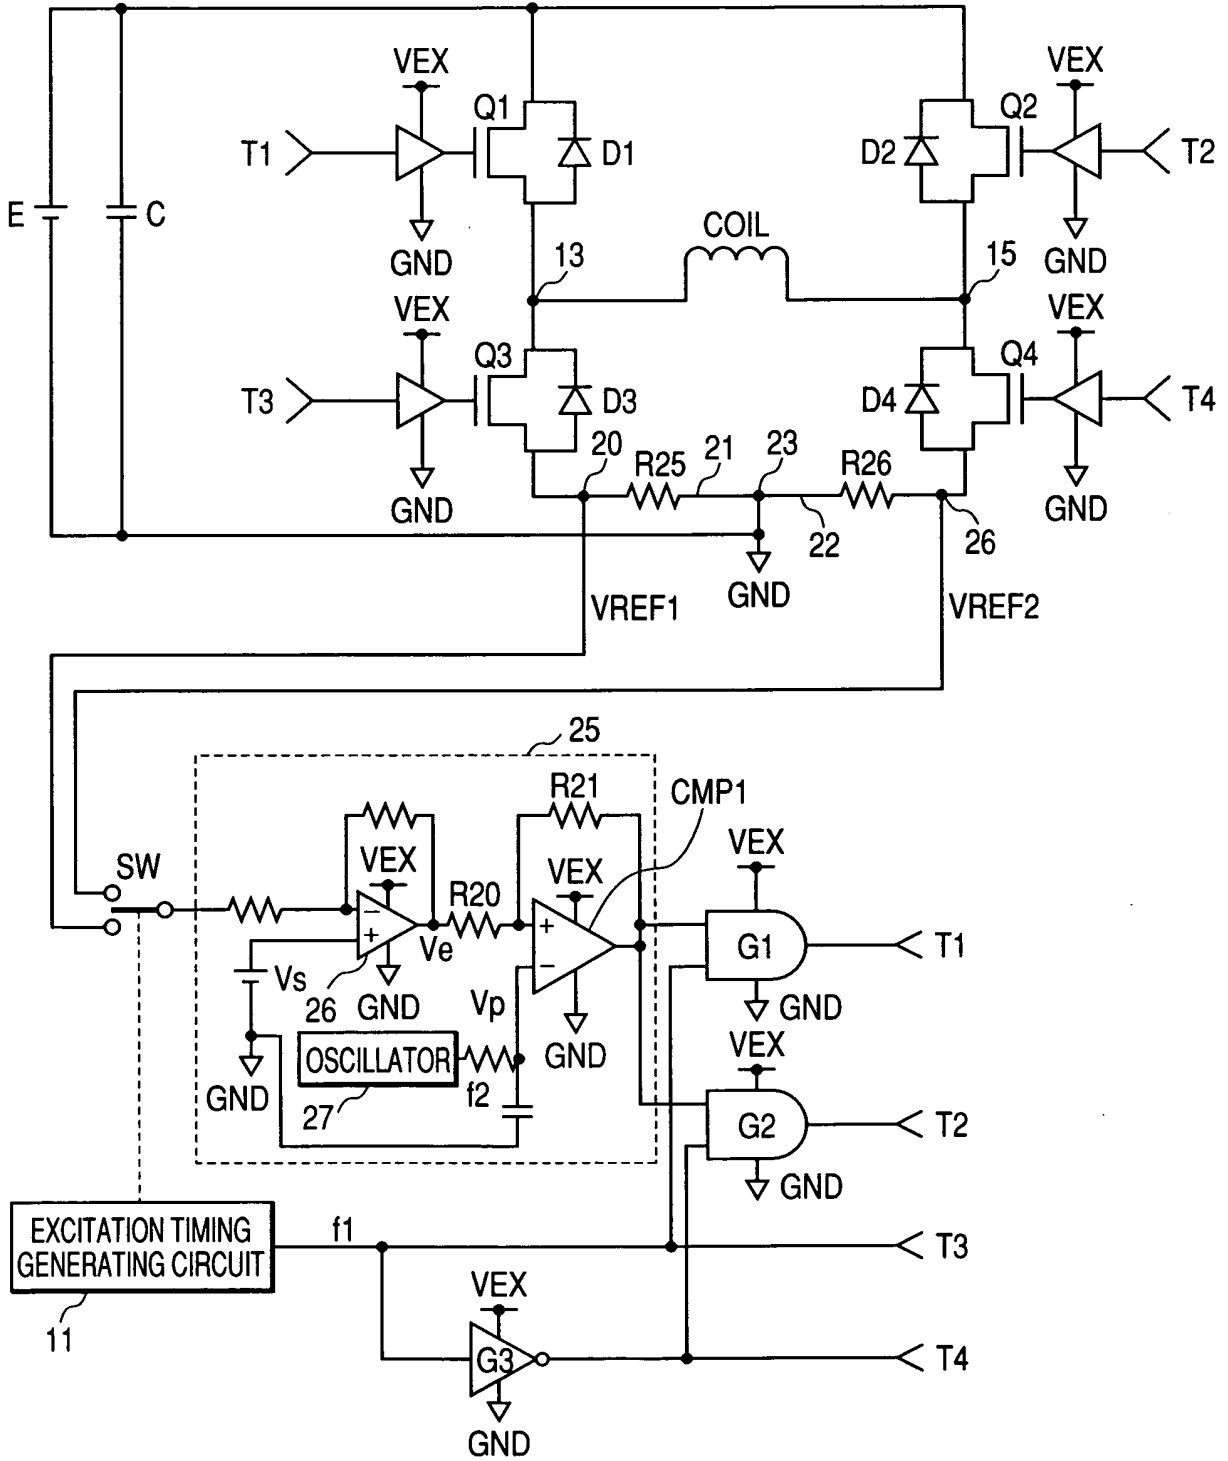 VEX
VEX
Q1
Q2
T1
D1
D2
T2
E
C
COIL
GND
13
15
GND
VEX
VEX
Q3
Q4
T3
D3
D4
T4
20
21
23
R25
R26
GND
22
26
GND
GND
VREF1
VREF2
25
R21
CMP1
SW
VEX
VEX
VEX
R20
−
+
+
−
G1
T1
Vs
Ve
26
GND
Vp
GND
GND
VEX
OSCILLATOR
GND
27
f2
G2
T2
GND
EXCITATION TIMING
GENERATING CIRCUIT
f1
T3
11
VEX
G3
T4
GND